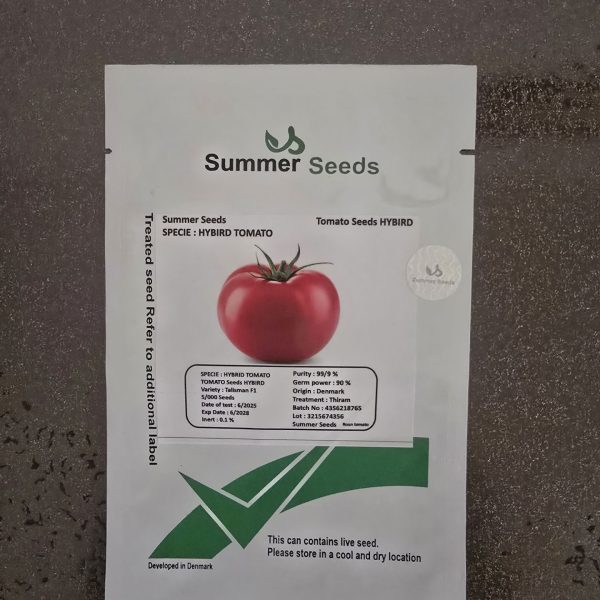 Summer Seeds
Summer Seeds
Tomato Seeds HYBIRD
SPECIE : HYBIRD TOMATO
Treated seed Refer to additional label
Summer Seeds
SPECIE : HYBRID TOMATO
TOMATO Seeds HYBIRD
Variety : Talisman F1
5/000 Seeds
Date of test : 6/2025
Exp Date : 6/2028
Inert : 0.1 %
Purity : 99/9 %
Germ power : 90 %
Origin : Denmark
Treatment : Thiram
Batch No : 4356218765
Lot : 3215674356
Summer Seeds Roun tomato
This can contains live seed.
Please store in a cool and dry location
Developed in Denmark